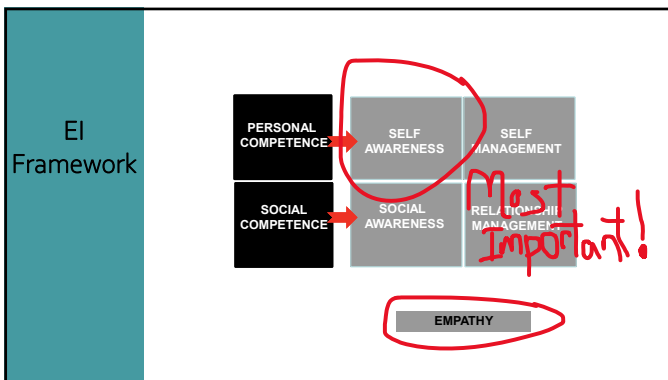 EI
Framework
PERSONAL
COMPETENCE
SELF
AWARENESS
SELF
MANAGEMENT
SOCIAL
COMPETENCE
SOCIAL
AWARENESS
RELATIONSHIP
MANAGEMENT
Most
Important!
EMPATHY